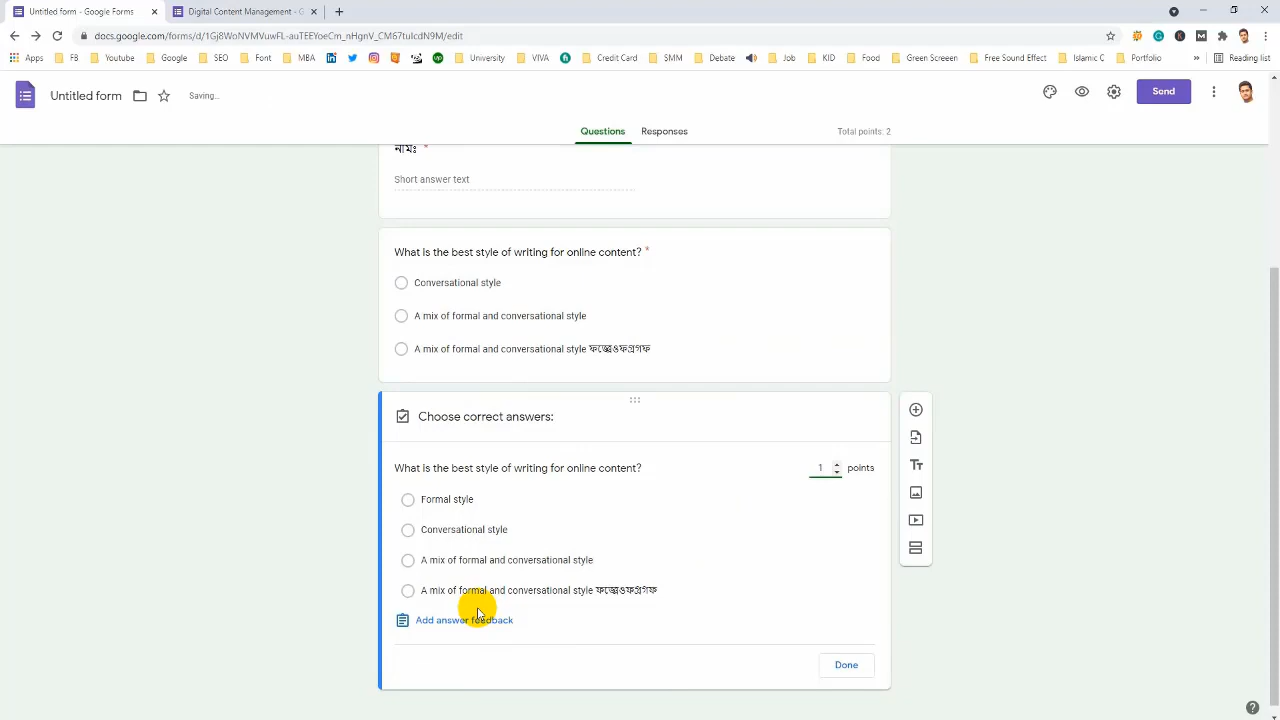 Untitled form - Google Forms
Digital Content Management - G
docs.google.com/forms/d/1Gj8WoNVMVuwFL-auTEEYoeCm_nHgnV_CM67tulcdN9M/edit
Apps
FB
Youtube
Google
SEO
Font
MBA
University
VIVA
Credit Card
SMM
Debate
Job
KID
Food
Green Screeen
Free Sound Effect
Islamic C
Portfolio
»
Reading list
Untitled form
Saving...
Send
Questions
Responses
Total points: 2
নামঃ *
Short answer text
What is the best style of writing for online content? *
Conversational style
A mix of formal and conversational style
A mix of formal and conversational style
Choose correct answers:
What is the best style of writing for online content?
1 points
Formal style
Conversational style
A mix of formal and conversational style
A mix of formal and conversational style
Add answer feedback
Done